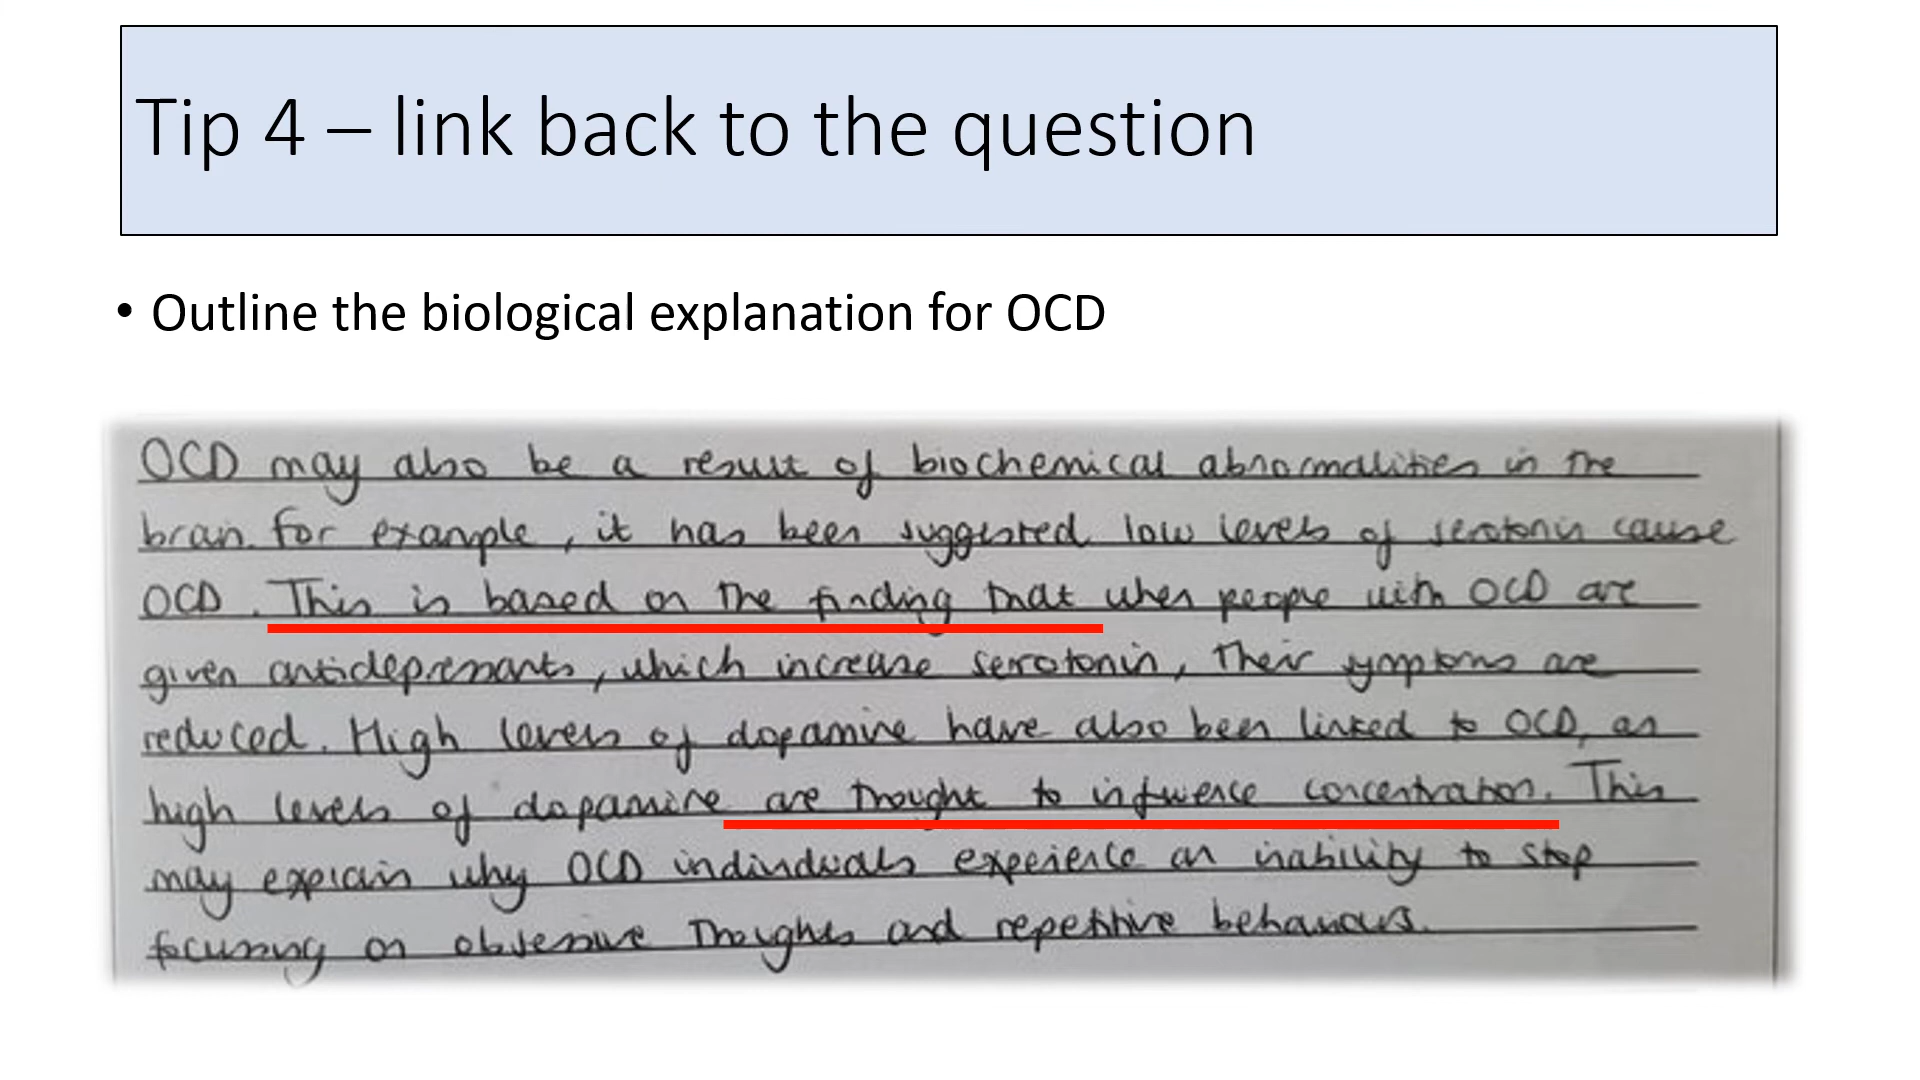 Tip 4 – link back to the question
• Outline the biological explanation for OCD
OCD may also be a result of biochemical abnormalities in the
brain. For example, it has been suggested low levels of serotonin cause
OCD. This is based on the finding that when people with OCD are
given antidepressants, which increase serotonin, their symptoms are
reduced. High levels of dopamine have also been linked to OCD, as
high levels of dopamine are thought to influence concentration. This
may explain why OCD individuals experience an inability to stop
focusing on obsessive thoughts and repetitive behaviours.